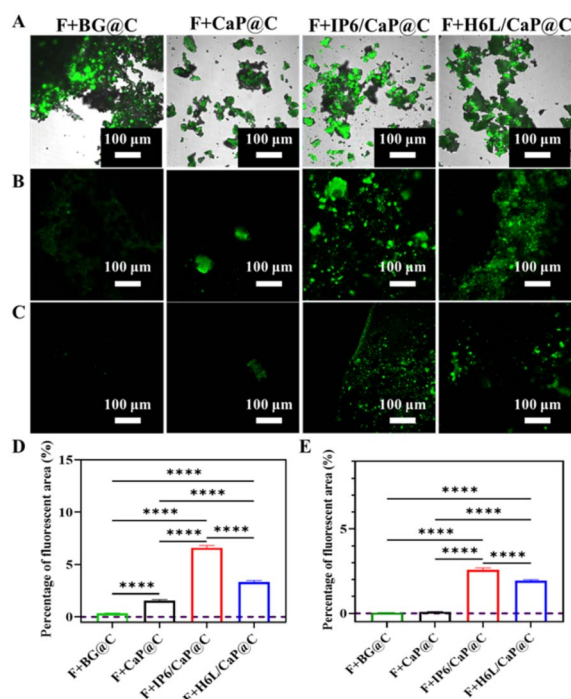 A F+BG@C F+CaP@C F+IP6/CaP@C F+H6L/CaP@C
100 µm 100 µm 100 µm 100 µm
B
100 µm 100 µm 100 µm 100 µm
C
100 µm 100 µm 100 µm 100 µm
D
Percentage of fluorescent area (%)
15
10
5
0
****
****
****
**** ****
****
F+BG@C
F+CaP@C
F+IP6/CaP@C
F+H6L/CaP@C
E
Percentage of fluorescent area (%)
5
0
****
****
****
**** ****
F+BG@C
F+CaP@C
F+IP6/CaP@C
F+H6L/CaP@C